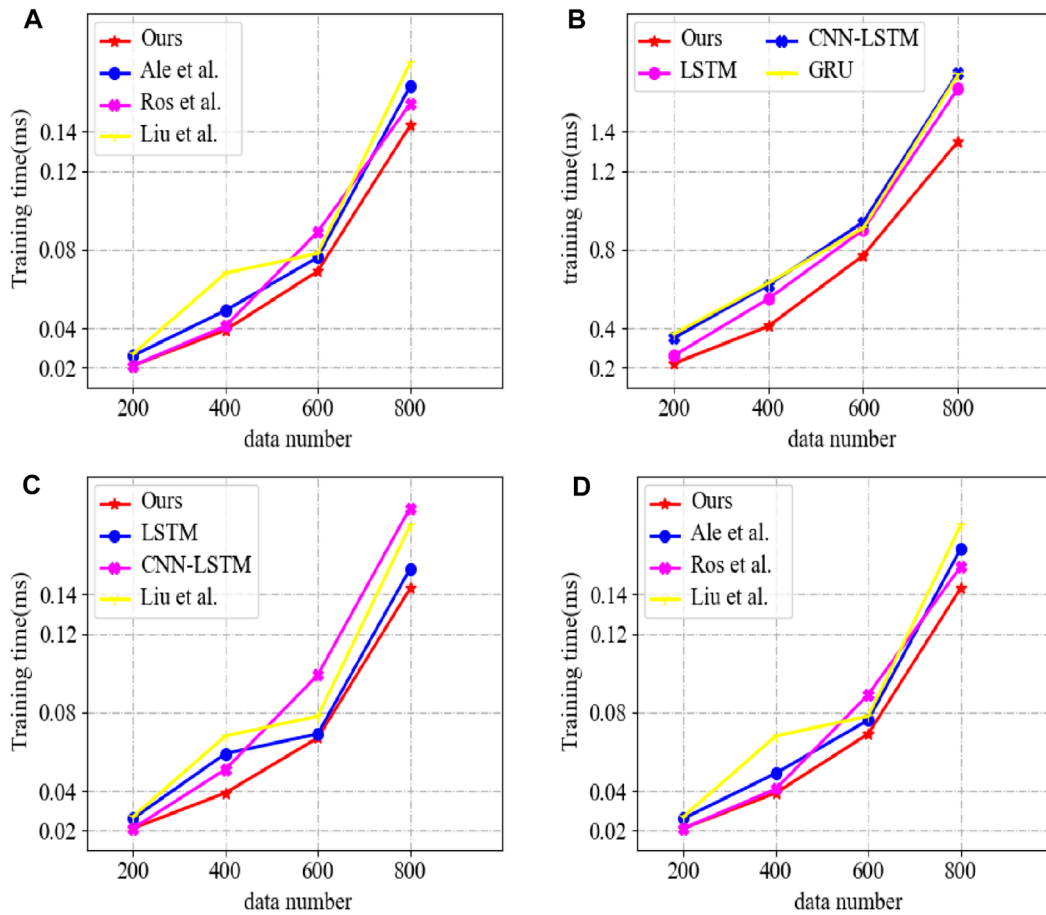 A
Ours
Ale et al.
Ros et al.
Liu et al.
Training time(ms)
0.14
0.12
0.08
0.04
0.02
200 400 600 800
data number
B
Ours CNN-LSTM
LSTM GRU
training time(ms)
1.4
1.2
0.8
0.4
0.2
200 400 600 800
data number
C
Ours
LSTM
CNN-LSTM
Liu et al.
Training time(ms)
0.14
0.12
0.08
0.04
0.02
200 400 600 800
data number
D
Ours
Ale et al.
Ros et al.
Liu et al.
Training time(ms)
0.14
0.12
0.08
0.04
0.02
200 400 600 800
data number